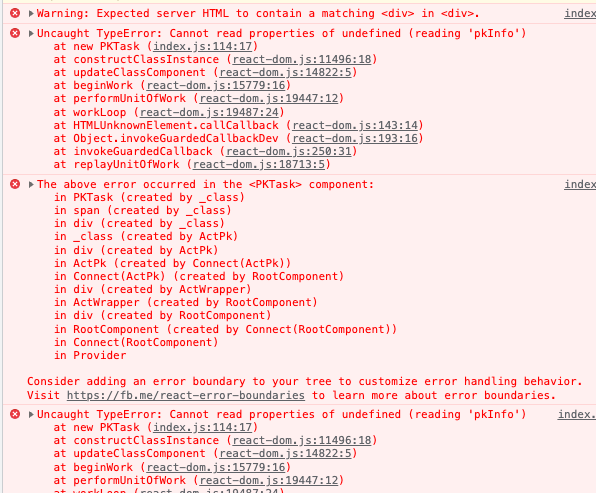 Warning: Expected server HTML to contain a matching <div> in <div>. index
Uncaught TypeError: Cannot read properties of undefined (reading 'pkInfo')
at new PKTask (index.js:114:17)
at constructClassInstance (react-dom.js:11496:18)
at updateClassComponent (react-dom.js:14822:5)
at beginWork (react-dom.js:15779:16)
at performUnitOfWork (react-dom.js:19447:12)
at workLoop (react-dom.js:19487:24)
at HTMLUnknownElement.callCallback (react-dom.js:143:14)
at Object.invokeGuardedCallbackDev (react-dom.js:193:16)
at invokeGuardedCallback (react-dom.js:250:31)
at replayUnitOfWork (react-dom.js:18713:5)
The above error occurred in the <PKTask> component: index
in PKTask (created by _class)
in span (created by _class)
in div (created by _class)
in _class (created by ActPk)
in div (created by ActPk)
in ActPk (created by Connect(ActPk))
in Connect(ActPk) (created by RootComponent)
in div (created by ActWrapper)
in ActWrapper (created by RootComponent)
in div (created by RootComponent)
in RootComponent (created by Connect(RootComponent))
in Connect(RootComponent)
in Provider
Consider adding an error boundary to your tree to customize error handling behavior.
Visit https://fb.me/react-error-boundaries to learn more about error boundaries.
Uncaught TypeError: Cannot read properties of undefined (reading 'pkInfo') index.
at new PKTask (index.js:114:17)
at constructClassInstance (react-dom.js:11496:18)
at updateClassComponent (react-dom.js:14822:5)
at beginWork (react-dom.js:15779:16)
at performUnitOfWork (react-dom.js:19447:12)
at workLoop (react-dom.js:19487:24)